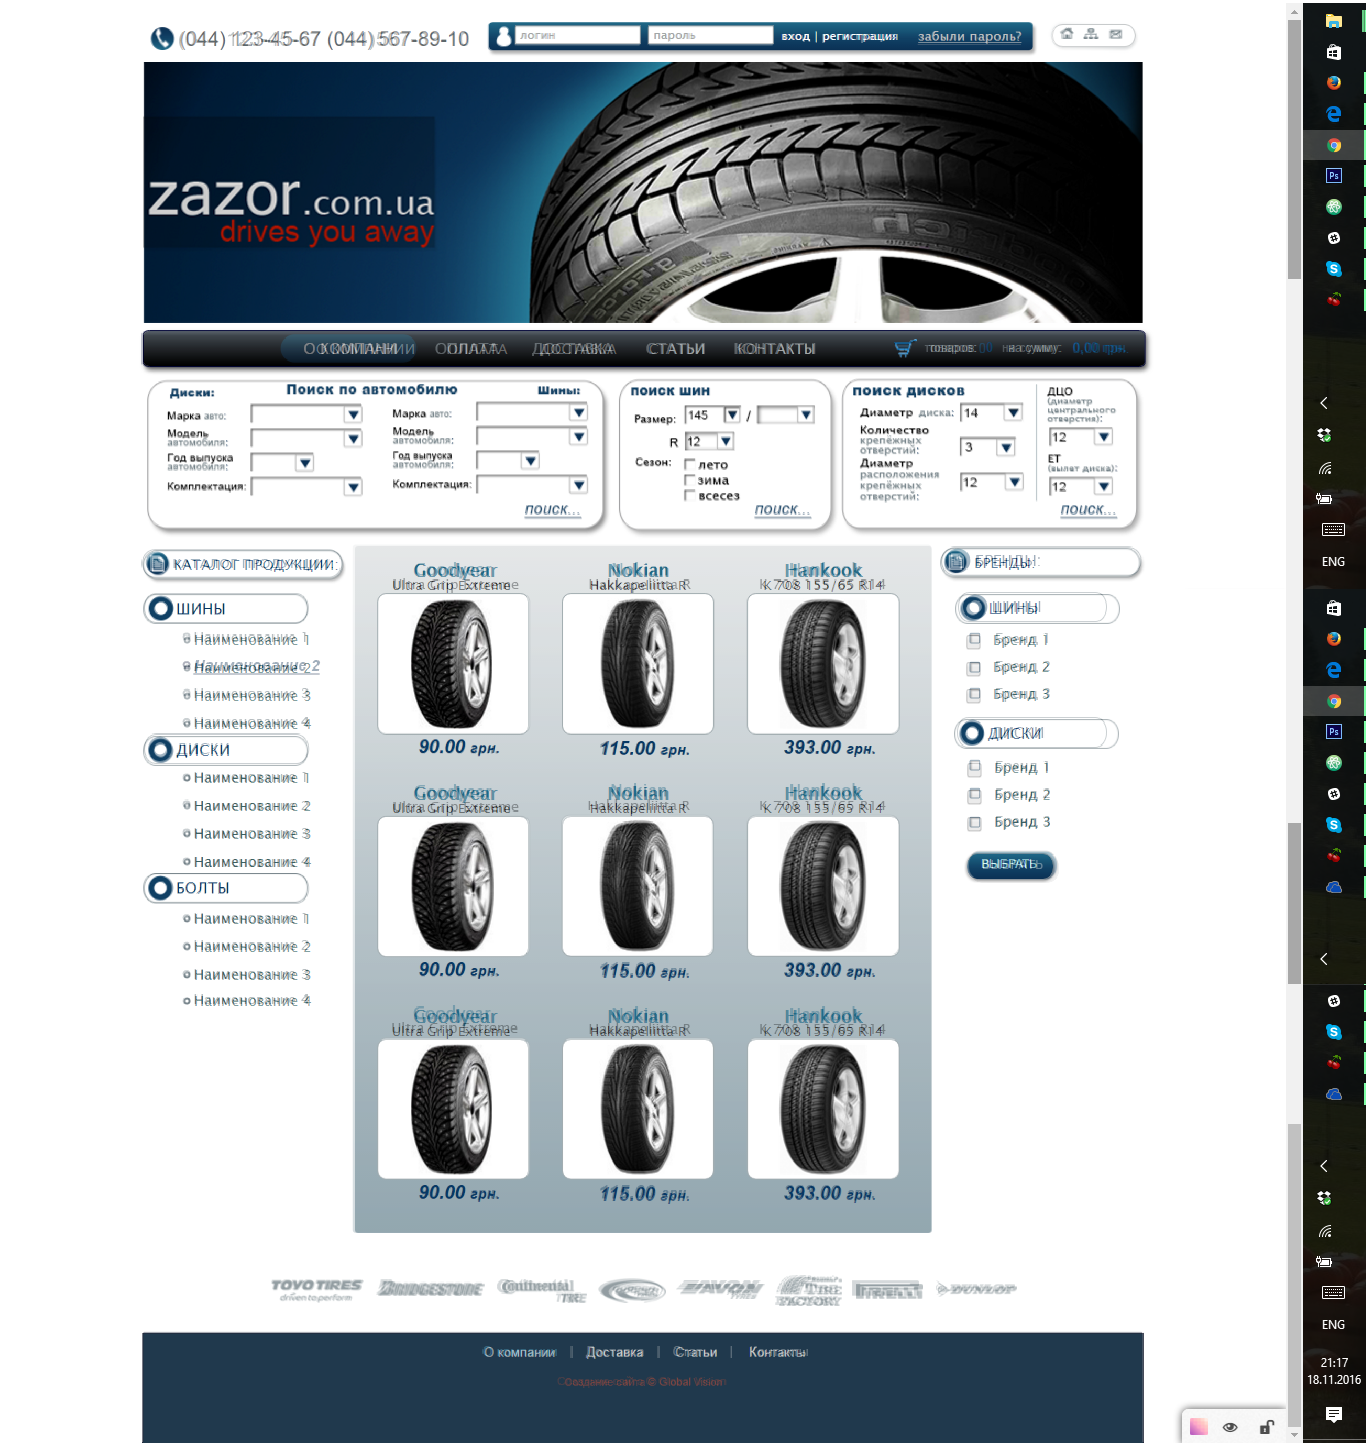 (044) 123-45-67 (044) 567-89-10
логин
пароль
вход | регистрация
забыли пароль?
zazor.com.ua
drives you away
О КОМПАНИИ
ОПЛАТА
ДОСТАВКА
СТАТЬИ
КОНТАКТЫ
товаров: 00 на сумму: 0,00 грн.
Диски:
Поиск по автомобилю
Шины:
Марка авто:
Модель автомобиля:
Год выпуска автомобиля:
Комплектация:
Марка авто:
Модель автомобиля:
Год выпуска автомобиля:
Комплектация:
поиск...
поиск шин
Размер: 145 /
R 12
Сезон:
лето
зима
всесез
поиск...
поиск дисков
Диаметр диска: 14
Количество крепёжных отверстий: 3
Диаметр расположения крепёжных отверстий: 12
ДЦО
(диаметр центрального отверстия):
12
ЕТ
(вылет диска):
12
поиск...
КАТАЛОГ ПРОДУКЦИИ:
ШИНЫ
Наименование 1
Наименование 2
Наименование 3
Наименование 4
ДИСКИ
Наименование 1
Наименование 2
Наименование 3
Наименование 4
БОЛТЫ
Наименование 1
Наименование 2
Наименование 3
Наименование 4
Goodyear
Ultra Grip Extreme
90.00 грн.
Nokian
Hakkapeliitta R
115.00 грн.
Hankook
K 708 155/65 R14
393.00 грн.
Goodyear
Ultra Grip Extreme
90.00 грн.
Nokian
Hakkapeliitta R
115.00 грн.
Hankook
K 708 155/65 R14
393.00 грн.
Goodyear
Ultra Grip Extreme
90.00 грн.
Nokian
Hakkapeliitta R
115.00 грн.
Hankook
K 708 155/65 R14
393.00 грн.
БРЕНДЫ:
ШИНЫ
Бренд 1
Бренд 2
Бренд 3
ДИСКИ
Бренд 1
Бренд 2
Бренд 3
ВЫБРАТЬ
TOYO TIRES
driven to perform
BRIDGESTONE
Continental
TIRE
AVON
TYRES
TIRE
FACTORY
PIRELLI
DUNLOP
О компании | Доставка | Статьи | Контакты
Создание сайта © Global Vision
Ps
ENG
Ps
ENG
21:17
18.11.2016